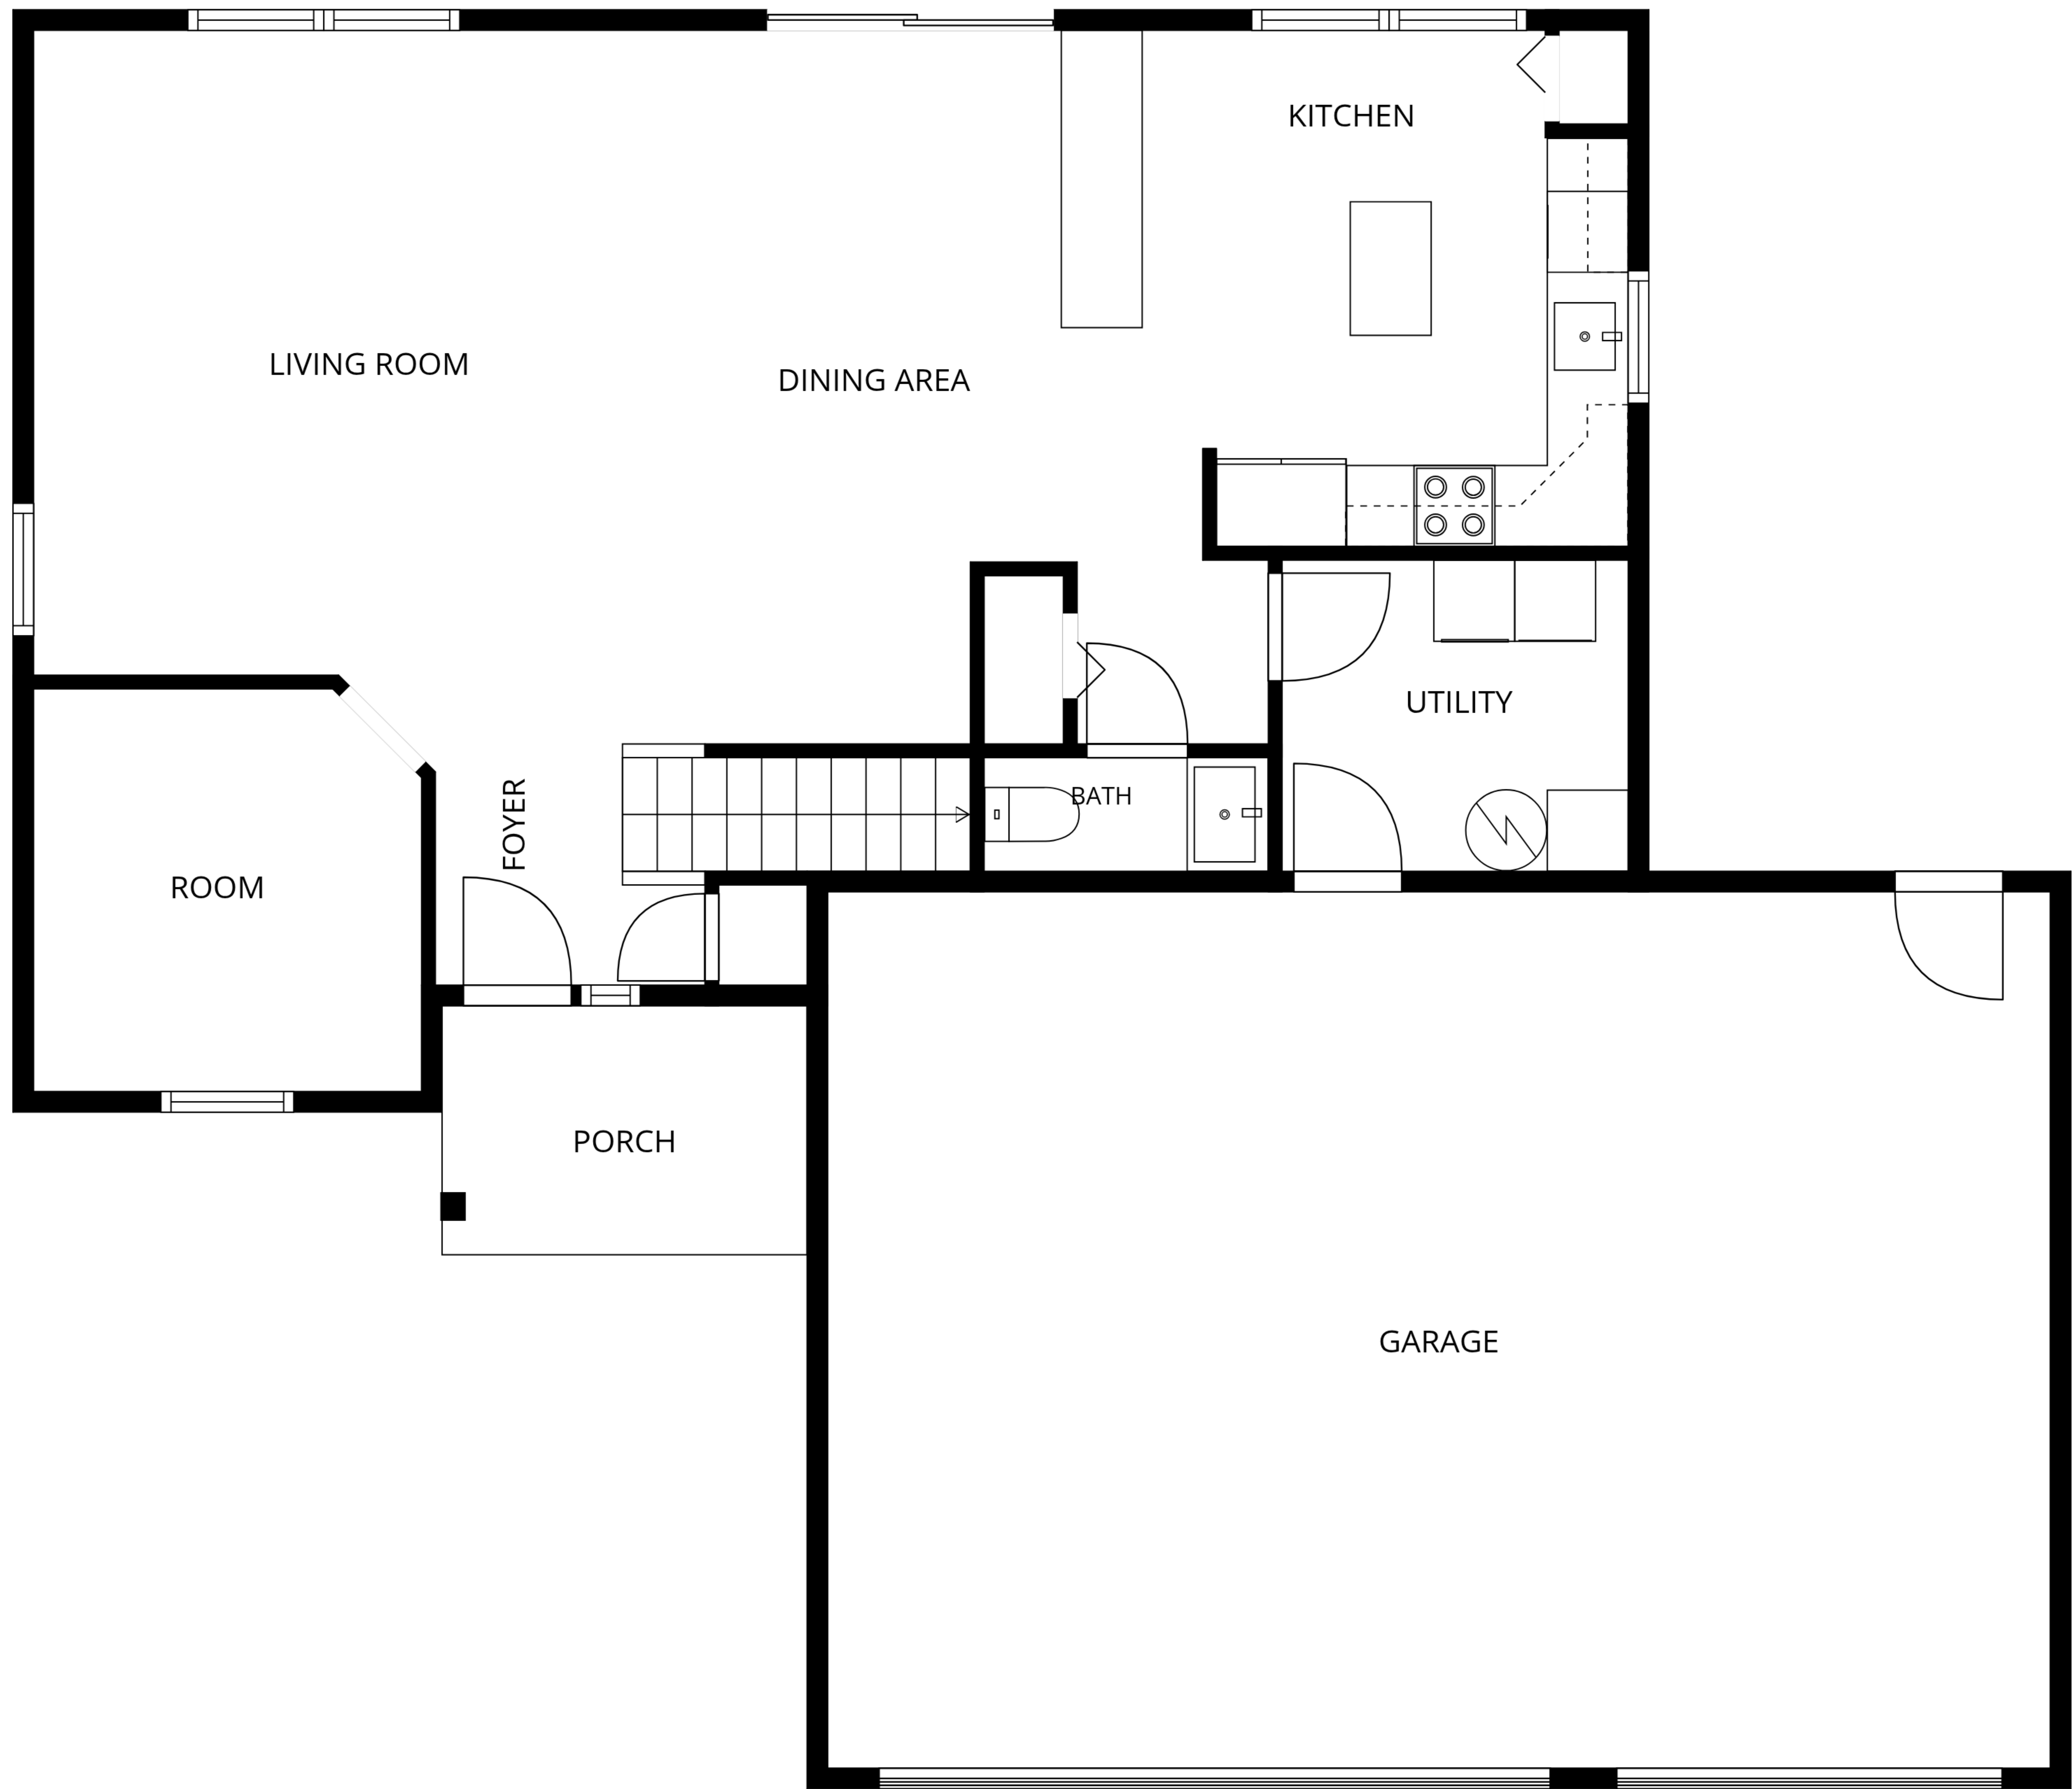 KITCHEN
LIVING ROOM
DINING AREA
UTILITY
BATH
FOYER
ROOM
PORCH
GARAGE